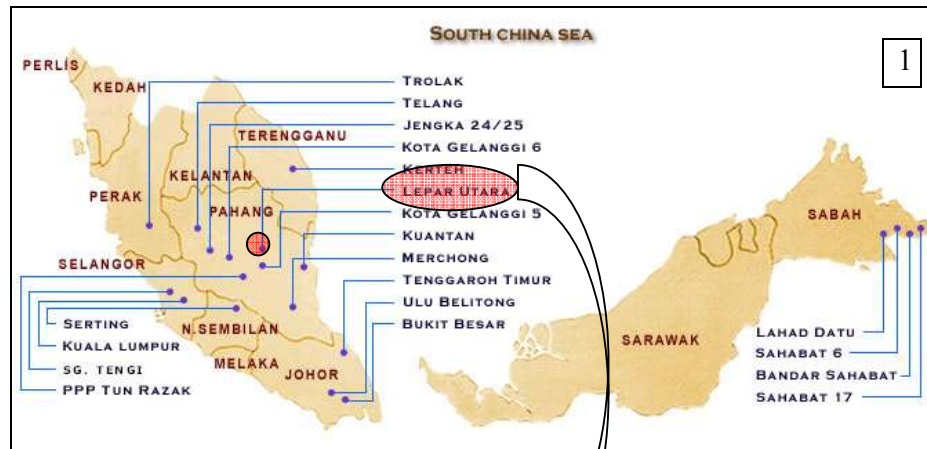 SOUTH CHINA SEA
1
PERLIS
KEDAH
TERENGGANU
KELANTAN
PERAK
PAHANG
SELANGOR
N.SEMBILAN
MELAKA
JOHOR
TROLAK
TELANG
JENGKA 24/25
KOTA GELANGGI 6
KERTEH
LEPAR UTARA
KOTA GELANGGI 5
KUANTAN
MERCHONG
TENGGAROH TIMUR
ULU BELITONG
BUKIT BESAR
SERTING
KUALA LUMPUR
SG. TENGI
PPP TUN RAZAK
SABAH
SARAWAK
LAHAD DATU
SAHABAT 6
BANDAR SAHABAT
SAHABAT 17